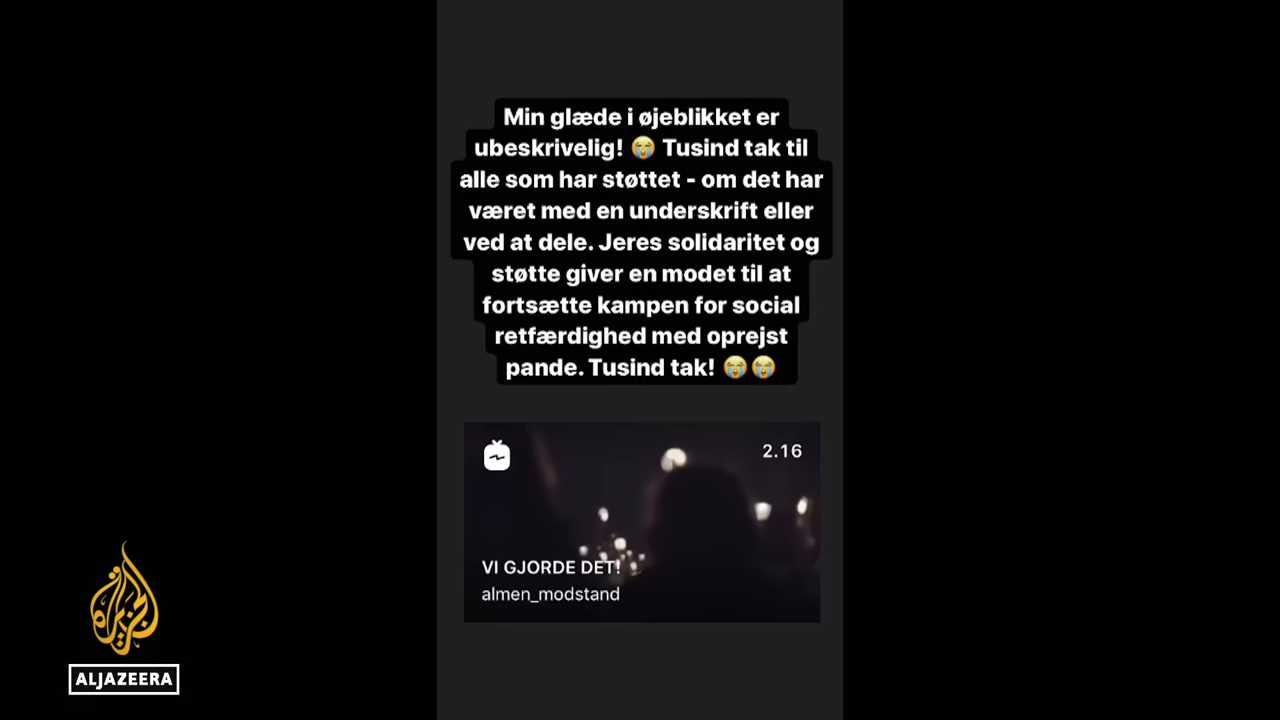 Min glæde i øjeblikket er
ubeskrivelig! 😭 Tusind tak til
alle som har støttet - om det har
været med en underskrift eller
ved at dele. Jeres solidaritet og
støtte giver en modet til at
fortsætte kampen for social
retfærdighed med oprejst
pande. Tusind tak! 😭😭
2.16
VI GJORDE DET!
almen_modstand
ALJAZEERA